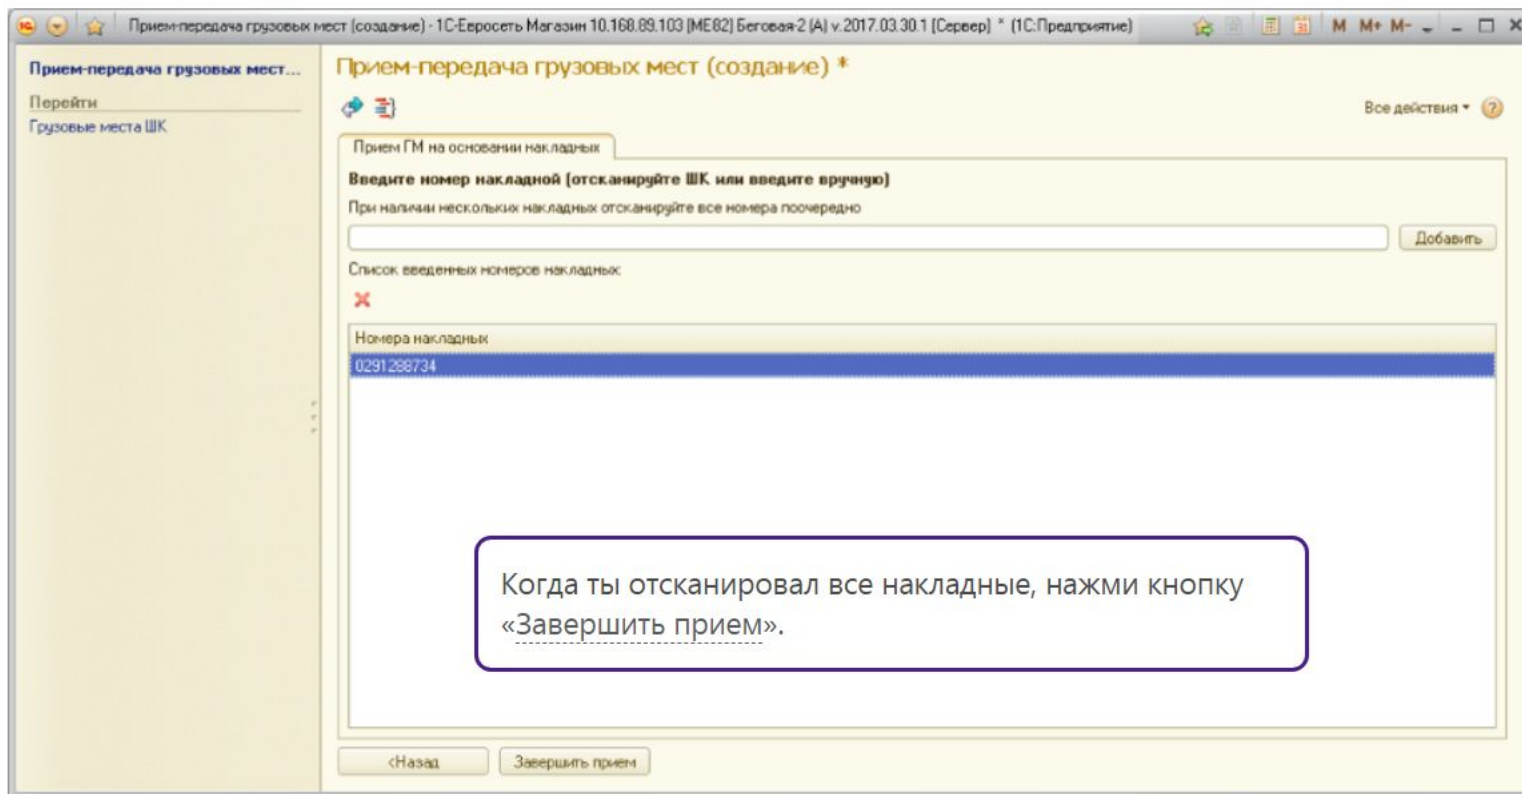 Прием-передача грузовых мест (создание) - 1С-Евросеть Магазин 10.168.89.103 [ME82] Беговая-2 (А) v.2017.03.30.1 [Сервер] * (1С:Предприятие)
M M+ M-
Прием-передача грузовых мест...
Перейти
Грузовые места ШК
Прием-передача грузовых мест (создание) *
Все действия
Прием ГМ на основании накладных
Введите номер накладной (отсканируйте ШК или введите вручную)
При наличии нескольких накладных отсканируйте все номера поочередно
Добавить
Список введенных номеров накладных:
Номера накладных
0291288734
Когда ты отсканировал все накладные, нажми кнопку
«Завершить прием».
<Назад
Завершить прием